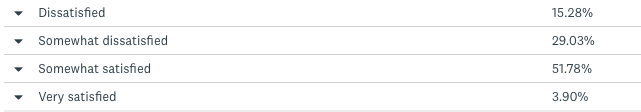 Dissatisfied 15.28%
Somewhat dissatisfied 29.03%
Somewhat satisfied 51.78%
Very satisfied 3.90%